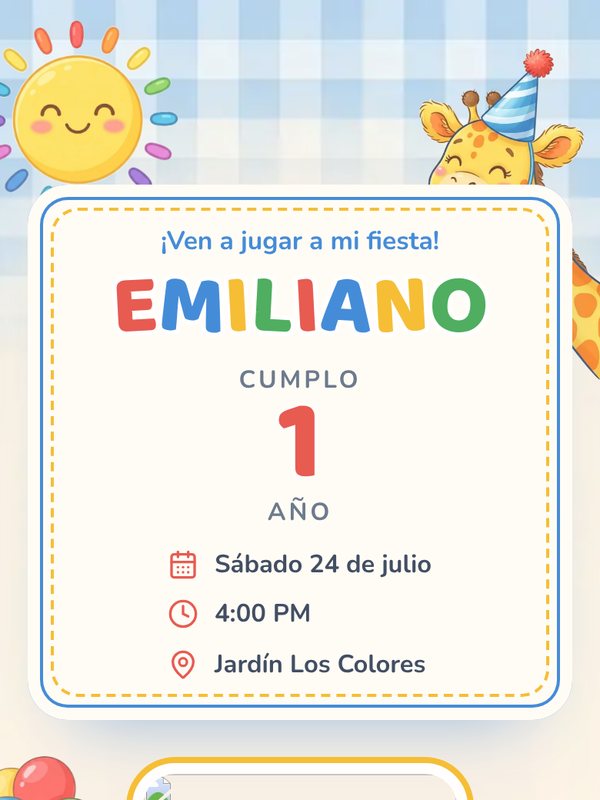 ¡Ven a jugar a mi fiesta!
EMILIANO
CUMPLO
1
AÑO
Sábado 24 de julio
4:00 PM
Jardín Los Colores